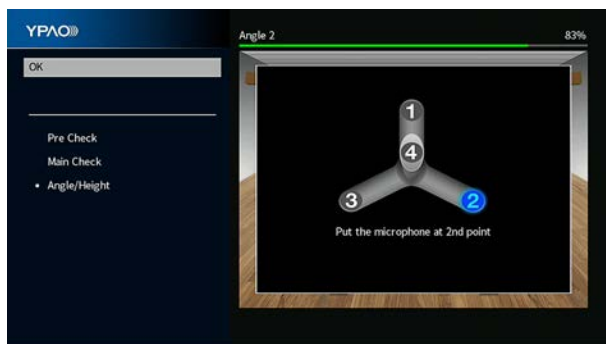 YPAO
OK
Pre Check
Main Check
• Angle/Height
Angle 2 83%
1
4
3 2
Put the microphone at 2nd point